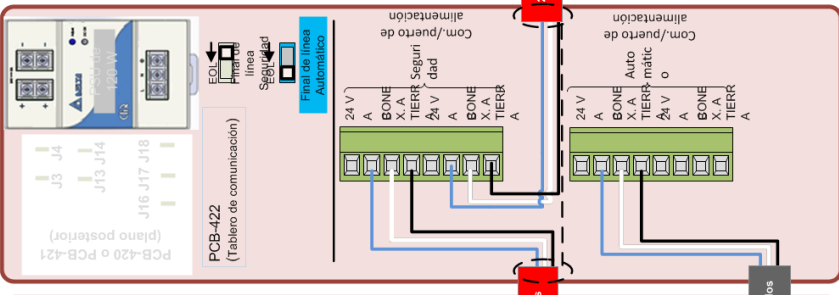 PSU de
120 W
EOL
Final de
línea
Seguridad
EOL
Final de línea
Automático
Com./puerto de
alimentación
Seguri
dad
24 V
A
BONE
X. A
TIERR
A
24 V
A
BONE
X. A
TIERR
A
Com./puerto de
alimentación
Auto
mátic
o
24 V
A
BONE
X. A
TIERR
A
24 V
A
BONE
X. A
TIERR
A
J4
J14
J18
J3
J13
J17
J16
PCB-420 o PCB-421
(plano posterior)
PCB-422
(Tablero de comunicación)